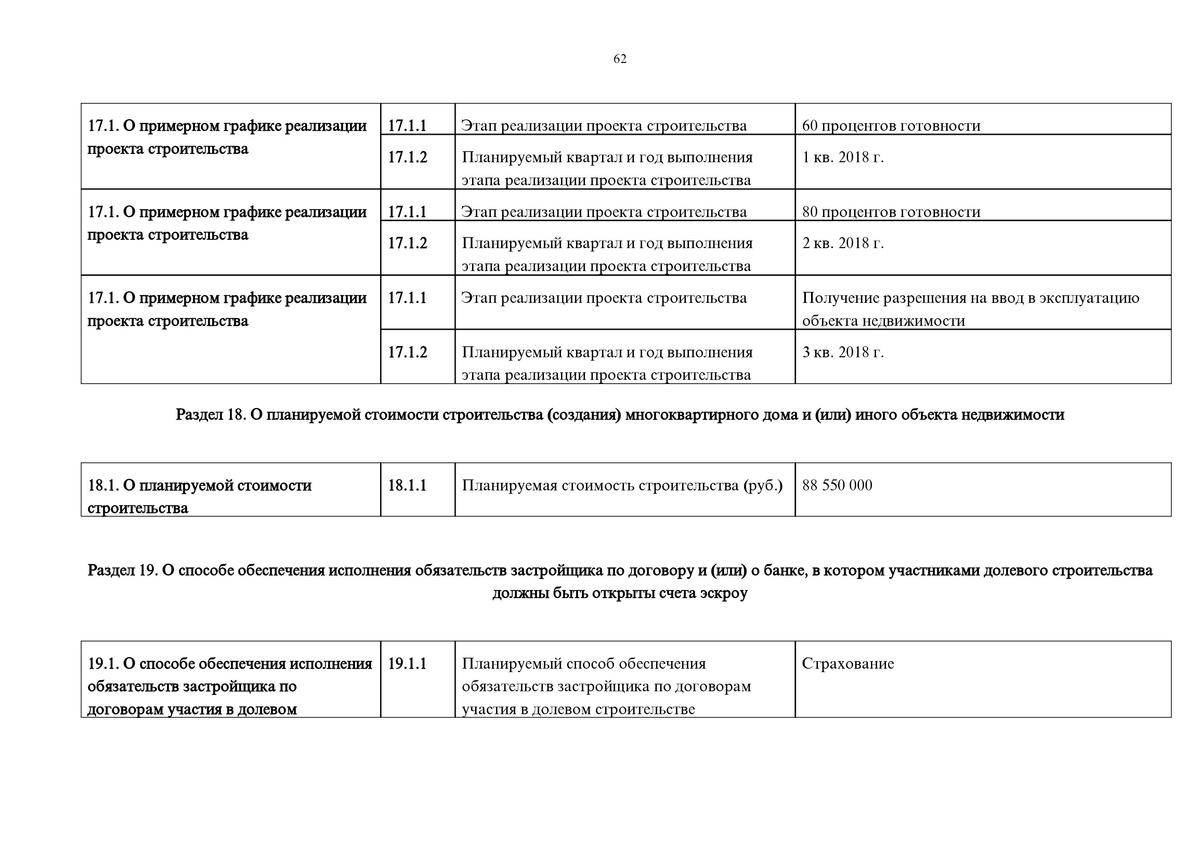 62
17.1. О примерном графике реализации 17.1.1 Этап реализации проекта строительства 60 процентов готовности
проекта строительства
17.1.2 Планируемый квартал и год выполнения 1 кв. 2018 г.
этапа реализации проекта строительства
17.1. О примерном графике реализации 17.1.1 Этап реализации проекта строительства 80 процентов готовности
проекта строительства
17.1.2 Планируемый квартал и год выполнения 2 кв. 2018 г.
этапа реализации проекта строительства
17.1. О примерном графике реализации 17.1.1 Этап реализации проекта строительства Получение разрешения на ввод в эксплуатацию
проекта строительства объекта недвижимости
17.1.2 Планируемый квартал и год выполнения 3 кв. 2018 г.
этапа реализации проекта строительства
Раздел 18. О планируемой стоимости строительства (создания) многоквартирного дома и (или) иного объекта недвижимости
18.1. О планируемой стоимости 18.1.1 Планируемая стоимость строительства (руб.) 88 550 000
строительства
Раздел 19. О способе обеспечения исполнения обязательств застройщика по договору и (или) о банке, в котором участниками долевого строительства
должны быть открыты счета эскроу
19.1. О способе обеспечения исполнения 19.1.1 Планируемый способ обеспечения Страхование
обязательств застройщика по обязательств застройщика по договорам
договорам участия в долевом участия в долевом строительстве